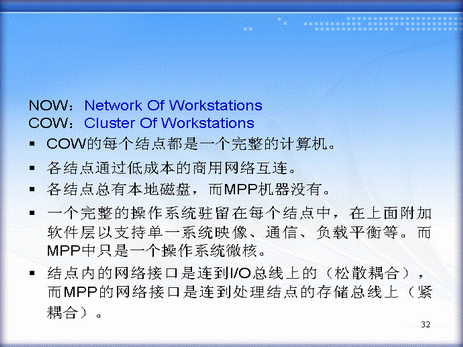 NOW：Network Of Workstations
COW：Cluster Of Workstations
▪ COW的每个结点都是一个完整的计算机。
▪ 各结点通过低成本的商用网络互连。
▪ 各结点总有本地磁盘，而MPP机器没有。
▪ 一个完整的操作系统驻留在每个结点中，在上面附加
软件层以支持单一系统映像、通信、负载平衡等。而
MPP中只是一个操作系统微核。
▪ 结点内的网络接口是连到I/O总线上的（松散耦合），
而MPP的网络接口是连到处理结点的存储总线上（紧
耦合）。
32